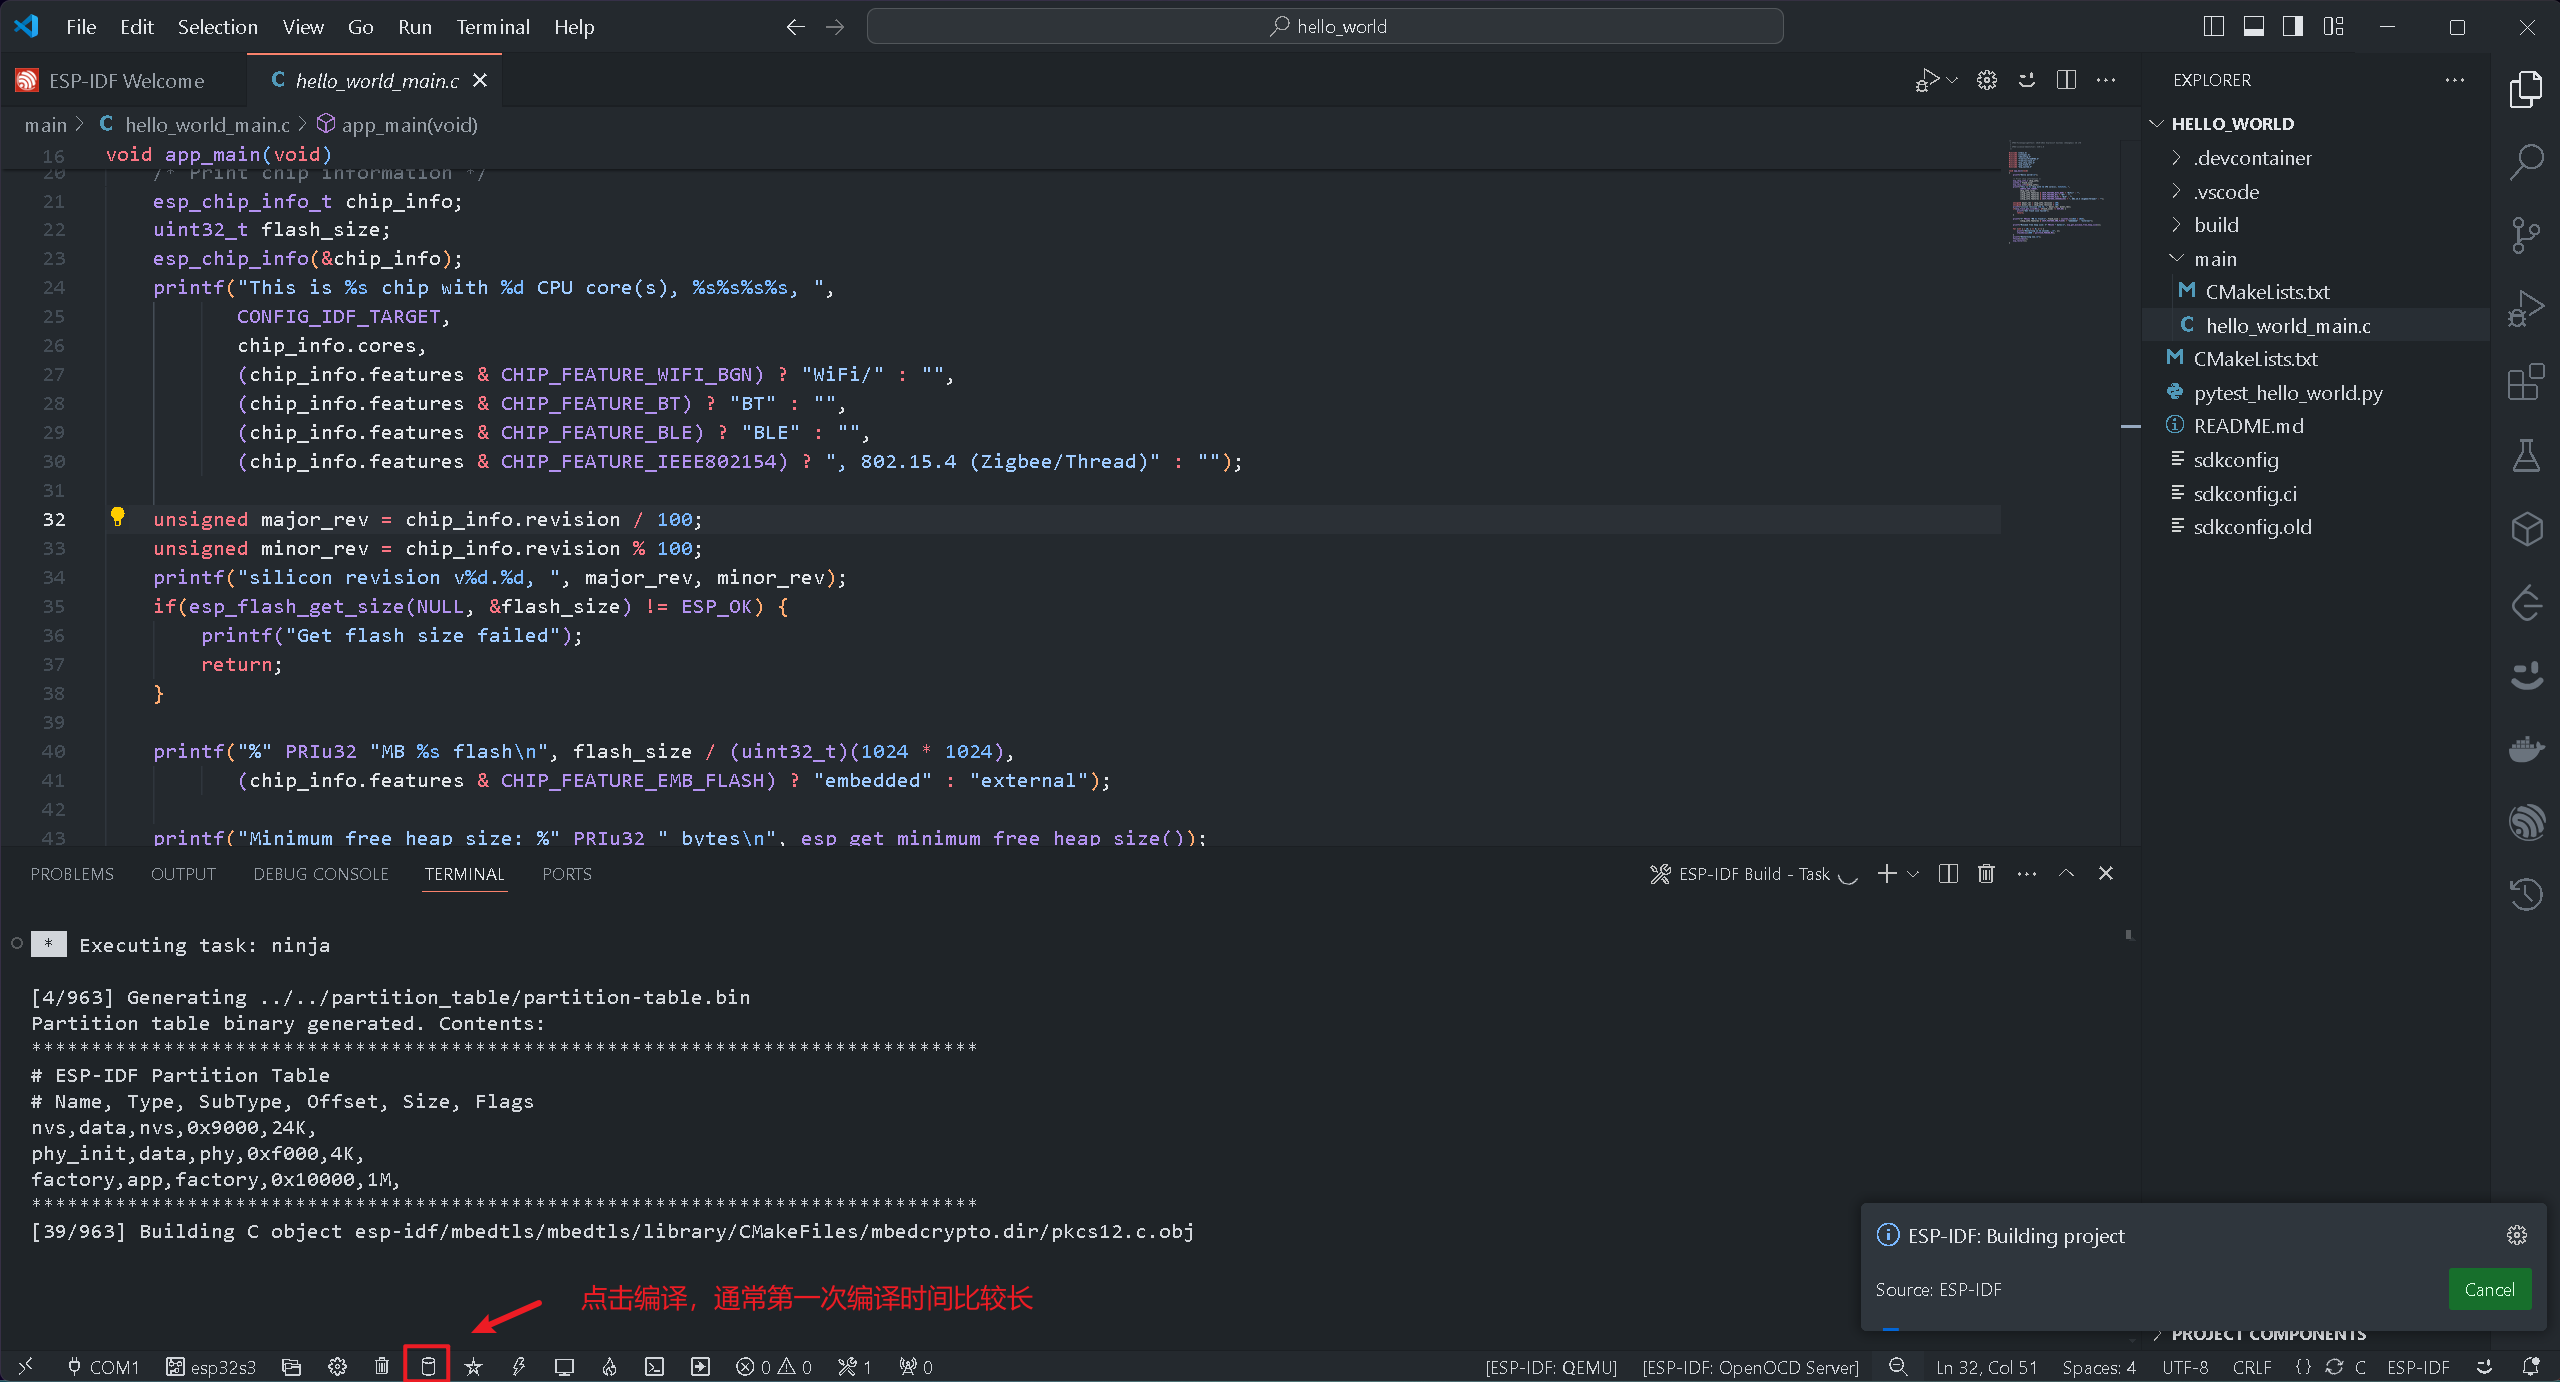 File Edit Selection View Go Run Terminal Help
hello_world
ESP-IDF Welcome
C hello_world_main.c
main > C hello_world_main.c > app_main(void)
16 void app_main(void)
20 /* Print chip information */
21 esp_chip_info_t chip_info;
22 uint32_t flash_size;
23 esp_chip_info(&chip_info);
24 printf("This is %s chip with %d CPU core(s), %s%s%s%s, ",
25 CONFIG_IDF_TARGET,
26 chip_info.cores,
27 (chip_info.features & CHIP_FEATURE_WIFI_BGN) ? "WiFi/" : "",
28 (chip_info.features & CHIP_FEATURE_BT) ? "BT" : "",
29 (chip_info.features & CHIP_FEATURE_BLE) ? "BLE" : "",
30 (chip_info.features & CHIP_FEATURE_IEEE802154) ? ", 802.15.4 (Zigbee/Thread)" : "");
31
32 unsigned major_rev = chip_info.revision / 100;
33 unsigned minor_rev = chip_info.revision % 100;
34 printf("silicon revision v%d.%d, ", major_rev, minor_rev);
35 if(esp_flash_get_size(NULL, &flash_size) != ESP_OK) {
36 printf("Get flash size failed");
37 return;
38 }
39
40 printf("%" PRIu32 "MB %s flash\n", flash_size / (uint32_t)(1024 * 1024),
41 (chip_info.features & CHIP_FEATURE_EMB_FLASH) ? "embedded" : "external");
42
43 printf("Minimum free heap size: %" PRIu32 " bytes\n", esp_get_minimum_free_heap_size());
EXPLORER
HELLO_WORLD
.devcontainer
.vscode
build
main
M CMakeLists.txt
C hello_world_main.c
M CMakeLists.txt
pytest_hello_world.py
README.md
sdkconfig
sdkconfig.ci
sdkconfig.old
PROBLEMS OUTPUT DEBUG CONSOLE TERMINAL PORTS
ESP-IDF Build - Task
* Executing task: ninja
[4/963] Generating ../../partition_table/partition-table.bin
Partition table binary generated. Contents:
*******************************************************************************
# ESP-IDF Partition Table
# Name, Type, SubType, Offset, Size, Flags
nvs,data,nvs,0x9000,24K,
phy_init,data,phy,0xf000,4K,
factory,app,factory,0x10000,1M,
*******************************************************************************
[39/963] Building C object esp-idf/mbedtls/mbedtls/library/CMakeFiles/mbedcrypto.dir/pkcs12.c.obj
点击编译，通常第一次编译时间比较长
ESP-IDF: Building project
Source: ESP-IDF
Cancel
PROJECT COMPONENTS
COM1 esp32s3 0 0 1 0
[ESP-IDF: QEMU] [ESP-IDF: OpenOCD Server] Ln 32, Col 51 Spaces: 4 UTF-8 CRLF {} C ESP-IDF